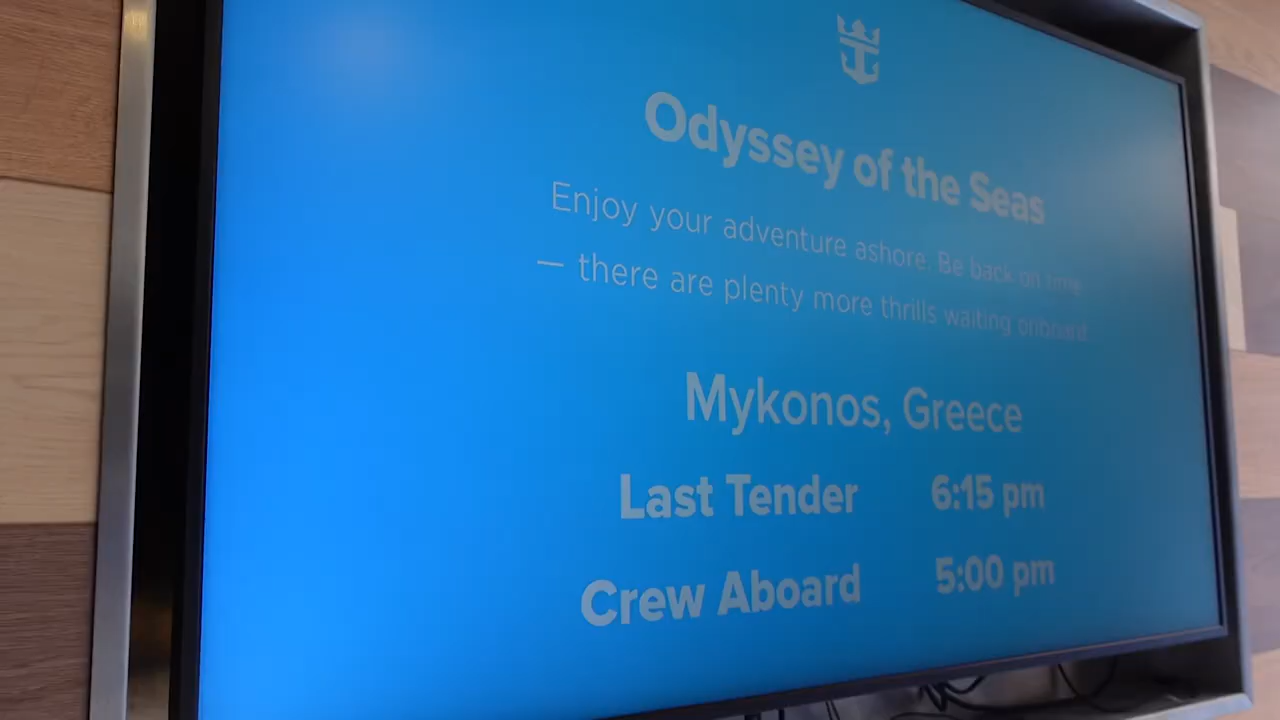 Odyssey of the Seas
Enjoy your adventure ashore. Be back on time
— there are plenty more thrills waiting onboard.
Mykonos, Greece
Last Tender 6:15 pm
Crew Aboard 5:00 pm